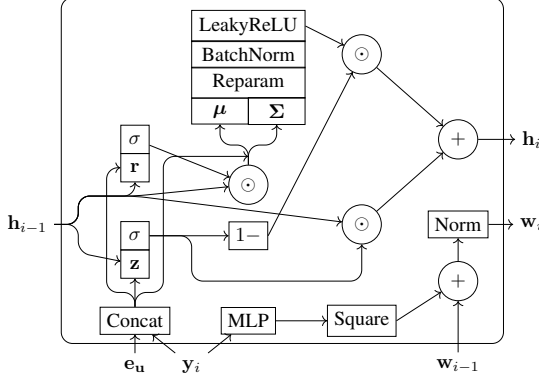 LeakyReLU
BatchNorm
Reparam
μ Σ
⊙
σ
r
⊙
+
h_i
h_{i−1}
σ
z
1−
⊙
Norm
w_i
+
Concat
MLP
Square
e_u
y_i
w_{i−1}